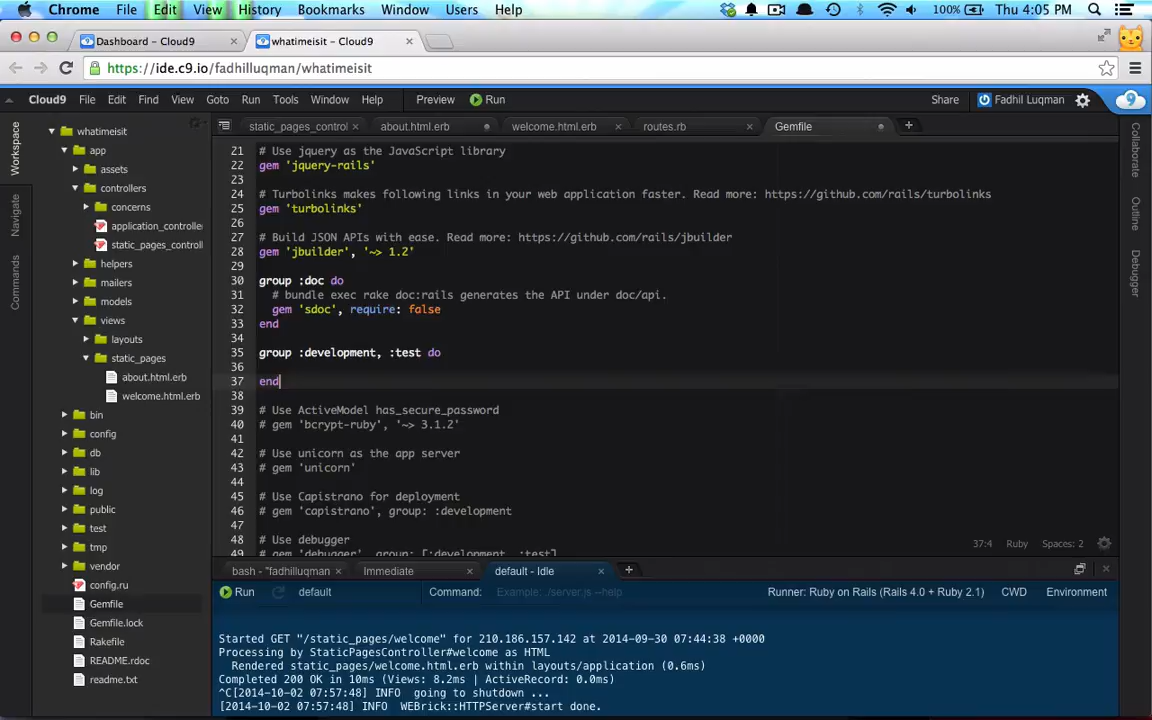 Chrome File Edit View History Bookmarks Window Users Help 100% Thu 4:05 PM
Dashboard - Cloud9 × whatimeisit - Cloud9 ×
https://ide.c9.io/fadhilluqman/whatimeisit
Cloud9 File Edit Find View Goto Run Tools Window Help Preview Run Share Fadhil Luqman
Workspace
Navigate
Commands
whatimeisit
app
assets
controllers
concerns
application_controlle
static_pages_control
helpers
mailers
models
views
layouts
static_pages
about.html.erb
welcome.html.erb
bin
config
db
lib
log
public
test
tmp
vendor
config.ru
Gemfile
Gemfile.lock
Rakefile
README.rdoc
readme.txt
static_pages_control × about.html.erb welcome.html.erb × routes.rb × Gemfile
21 # Use jquery as the JavaScript library
22 gem 'jquery-rails'
23
24 # Turbolinks makes following links in your web application faster. Read more: https://github.com/rails/turbolinks
25 gem 'turbolinks'
26
27 # Build JSON APIs with ease. Read more: https://github.com/rails/jbuilder
28 gem 'jbuilder', '~> 1.2'
29
30 group :doc do
31 # bundle exec rake doc:rails generates the API under doc/api.
32 gem 'sdoc', require: false
33 end
34
35 group :development, :test do
36
37 end
38
39 # Use ActiveModel has_secure_password
40 # gem 'bcrypt-ruby', '~> 3.1.2'
41
42 # Use unicorn as the app server
43 # gem 'unicorn'
44
45 # Use Capistrano for deployment
46 # gem 'capistrano', group: :development
47
48 # Use debugger
49 # gem 'debugger', group: [:development, :test]
37:4 Ruby Spaces: 2
Collaborate
Outline
Debugger
bash - "fadhilluqman × Immediate × default - Idle ×
Run default Command: Example: ./server.js --help Runner: Ruby on Rails (Rails 4.0 + Ruby 2.1) CWD Environment
Started GET "/static_pages/welcome" for 210.186.157.142 at 2014-09-30 07:44:38 +0000
Processing by StaticPagesController#welcome as HTML
Rendered static_pages/welcome.html.erb within layouts/application (0.6ms)
Completed 200 OK in 10ms (Views: 8.2ms | ActiveRecord: 0.0ms)
^C[2014-10-02 07:57:48] INFO going to shutdown ...
[2014-10-02 07:57:48] INFO WEBrick::HTTPServer#start done.